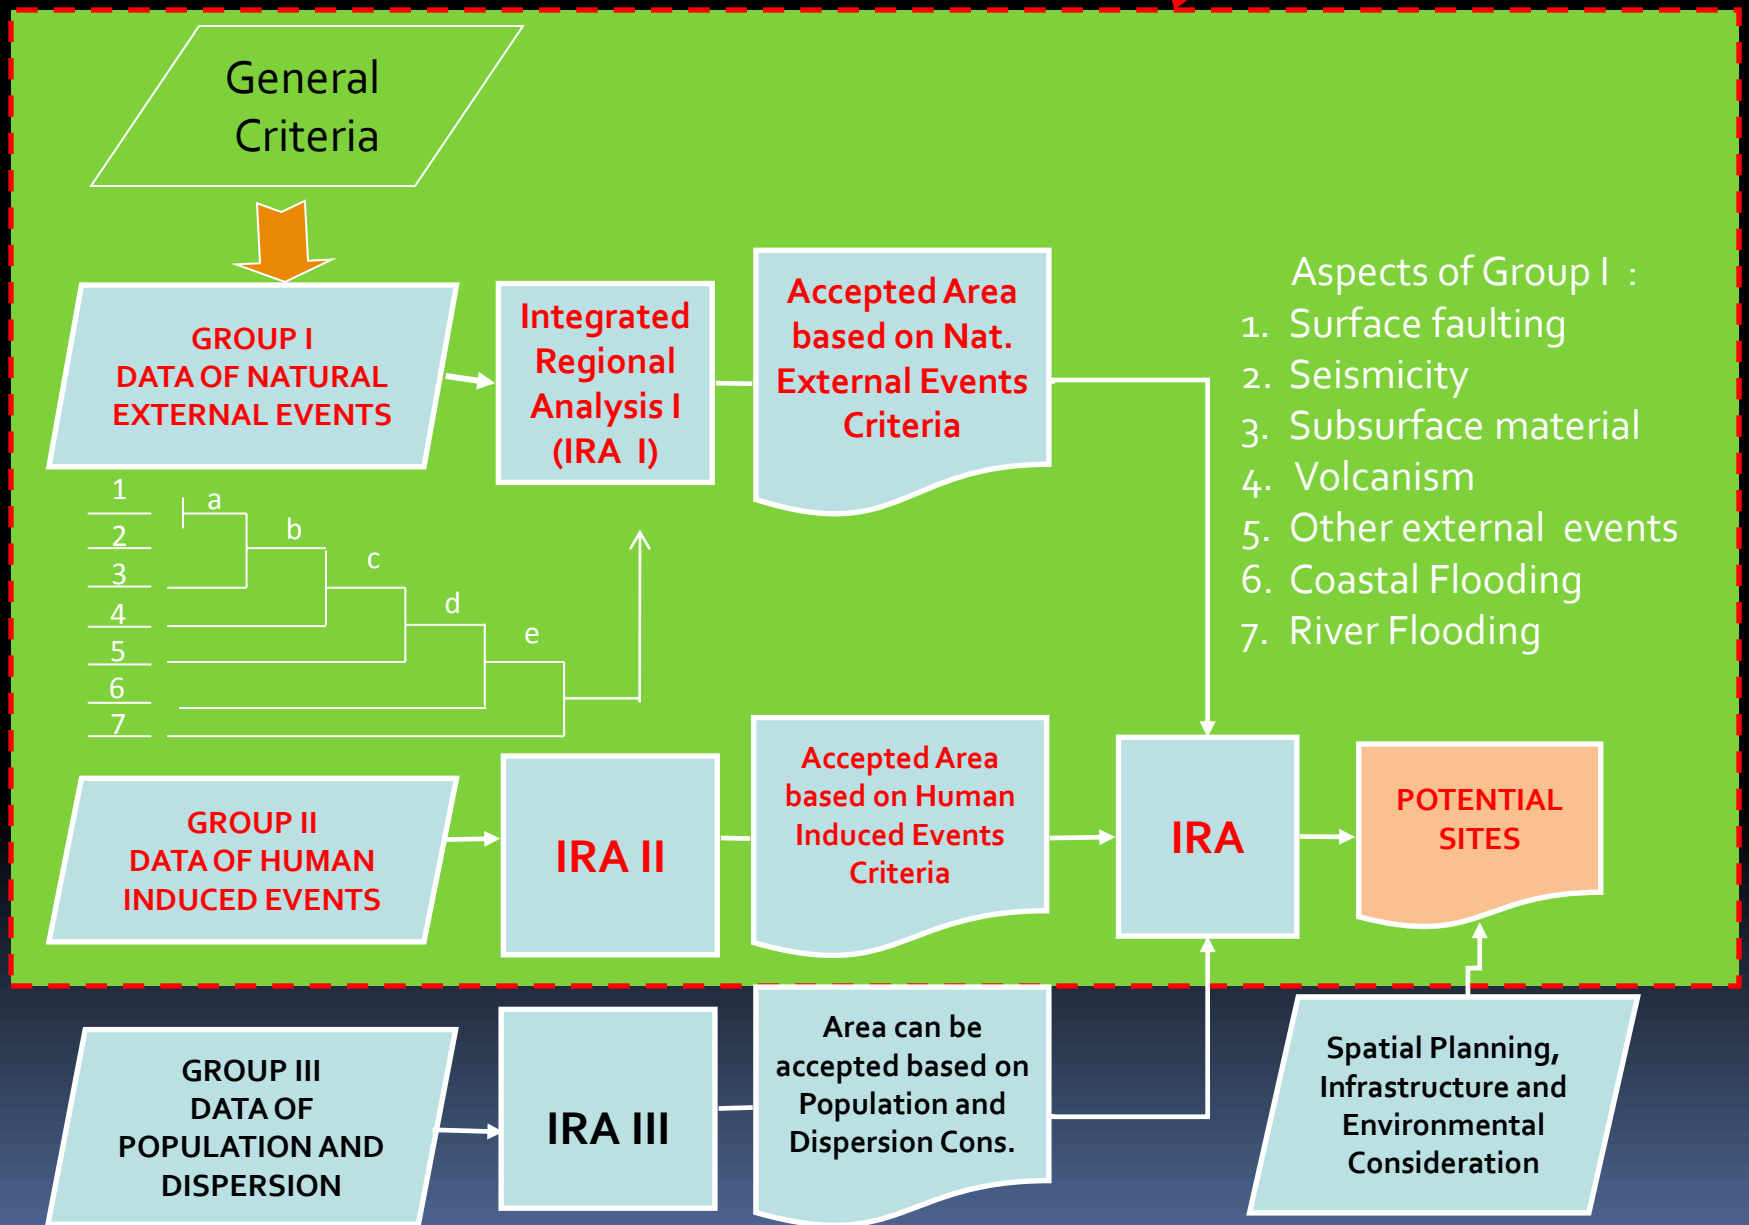 General
Criteria
GROUP I
DATA OF NATURAL
EXTERNAL EVENTS
Integrated
Regional
Analysis I
(IRA I)
Accepted Area
based on Nat.
External Events
Criteria
Aspects of Group I :
1. Surface faulting
2. Seismicity
3. Subsurface material
4. Volcanism
5. Other external events
6. Coastal Flooding
7. River Flooding
1
2
3
4
5
6
7
a
b
c
d
e
GROUP II
DATA OF HUMAN
INDUCED EVENTS
IRA II
Accepted Area
based on Human
Induced Events
Criteria
IRA
POTENTIAL
SITES
GROUP III
DATA OF
POPULATION AND
DISPERSION
IRA III
Area can be
accepted based on
Population and
Dispersion Cons.
Spatial Planning,
Infrastructure and
Environmental
Consideration